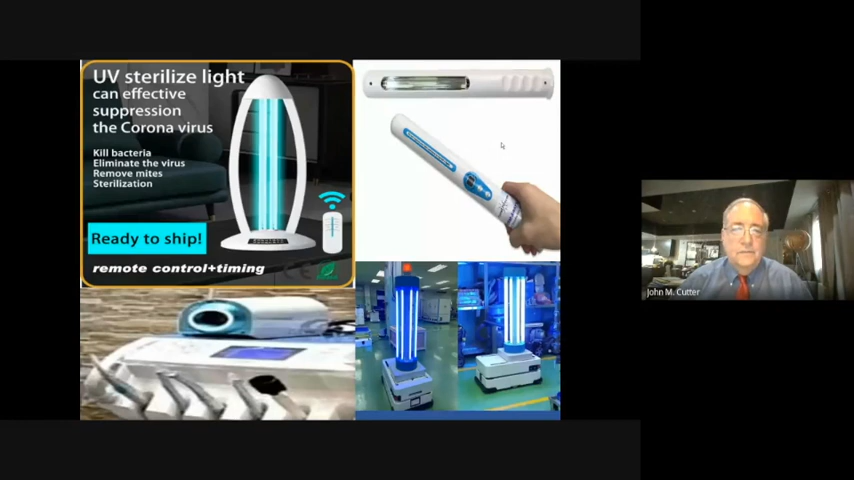 UV sterilize light
can effective
suppression
the Corona virus
Kill bacteria
Eliminate the virus
Remove mites
Sterilization
Ready to ship!
remote control+timing
John M. Cutter